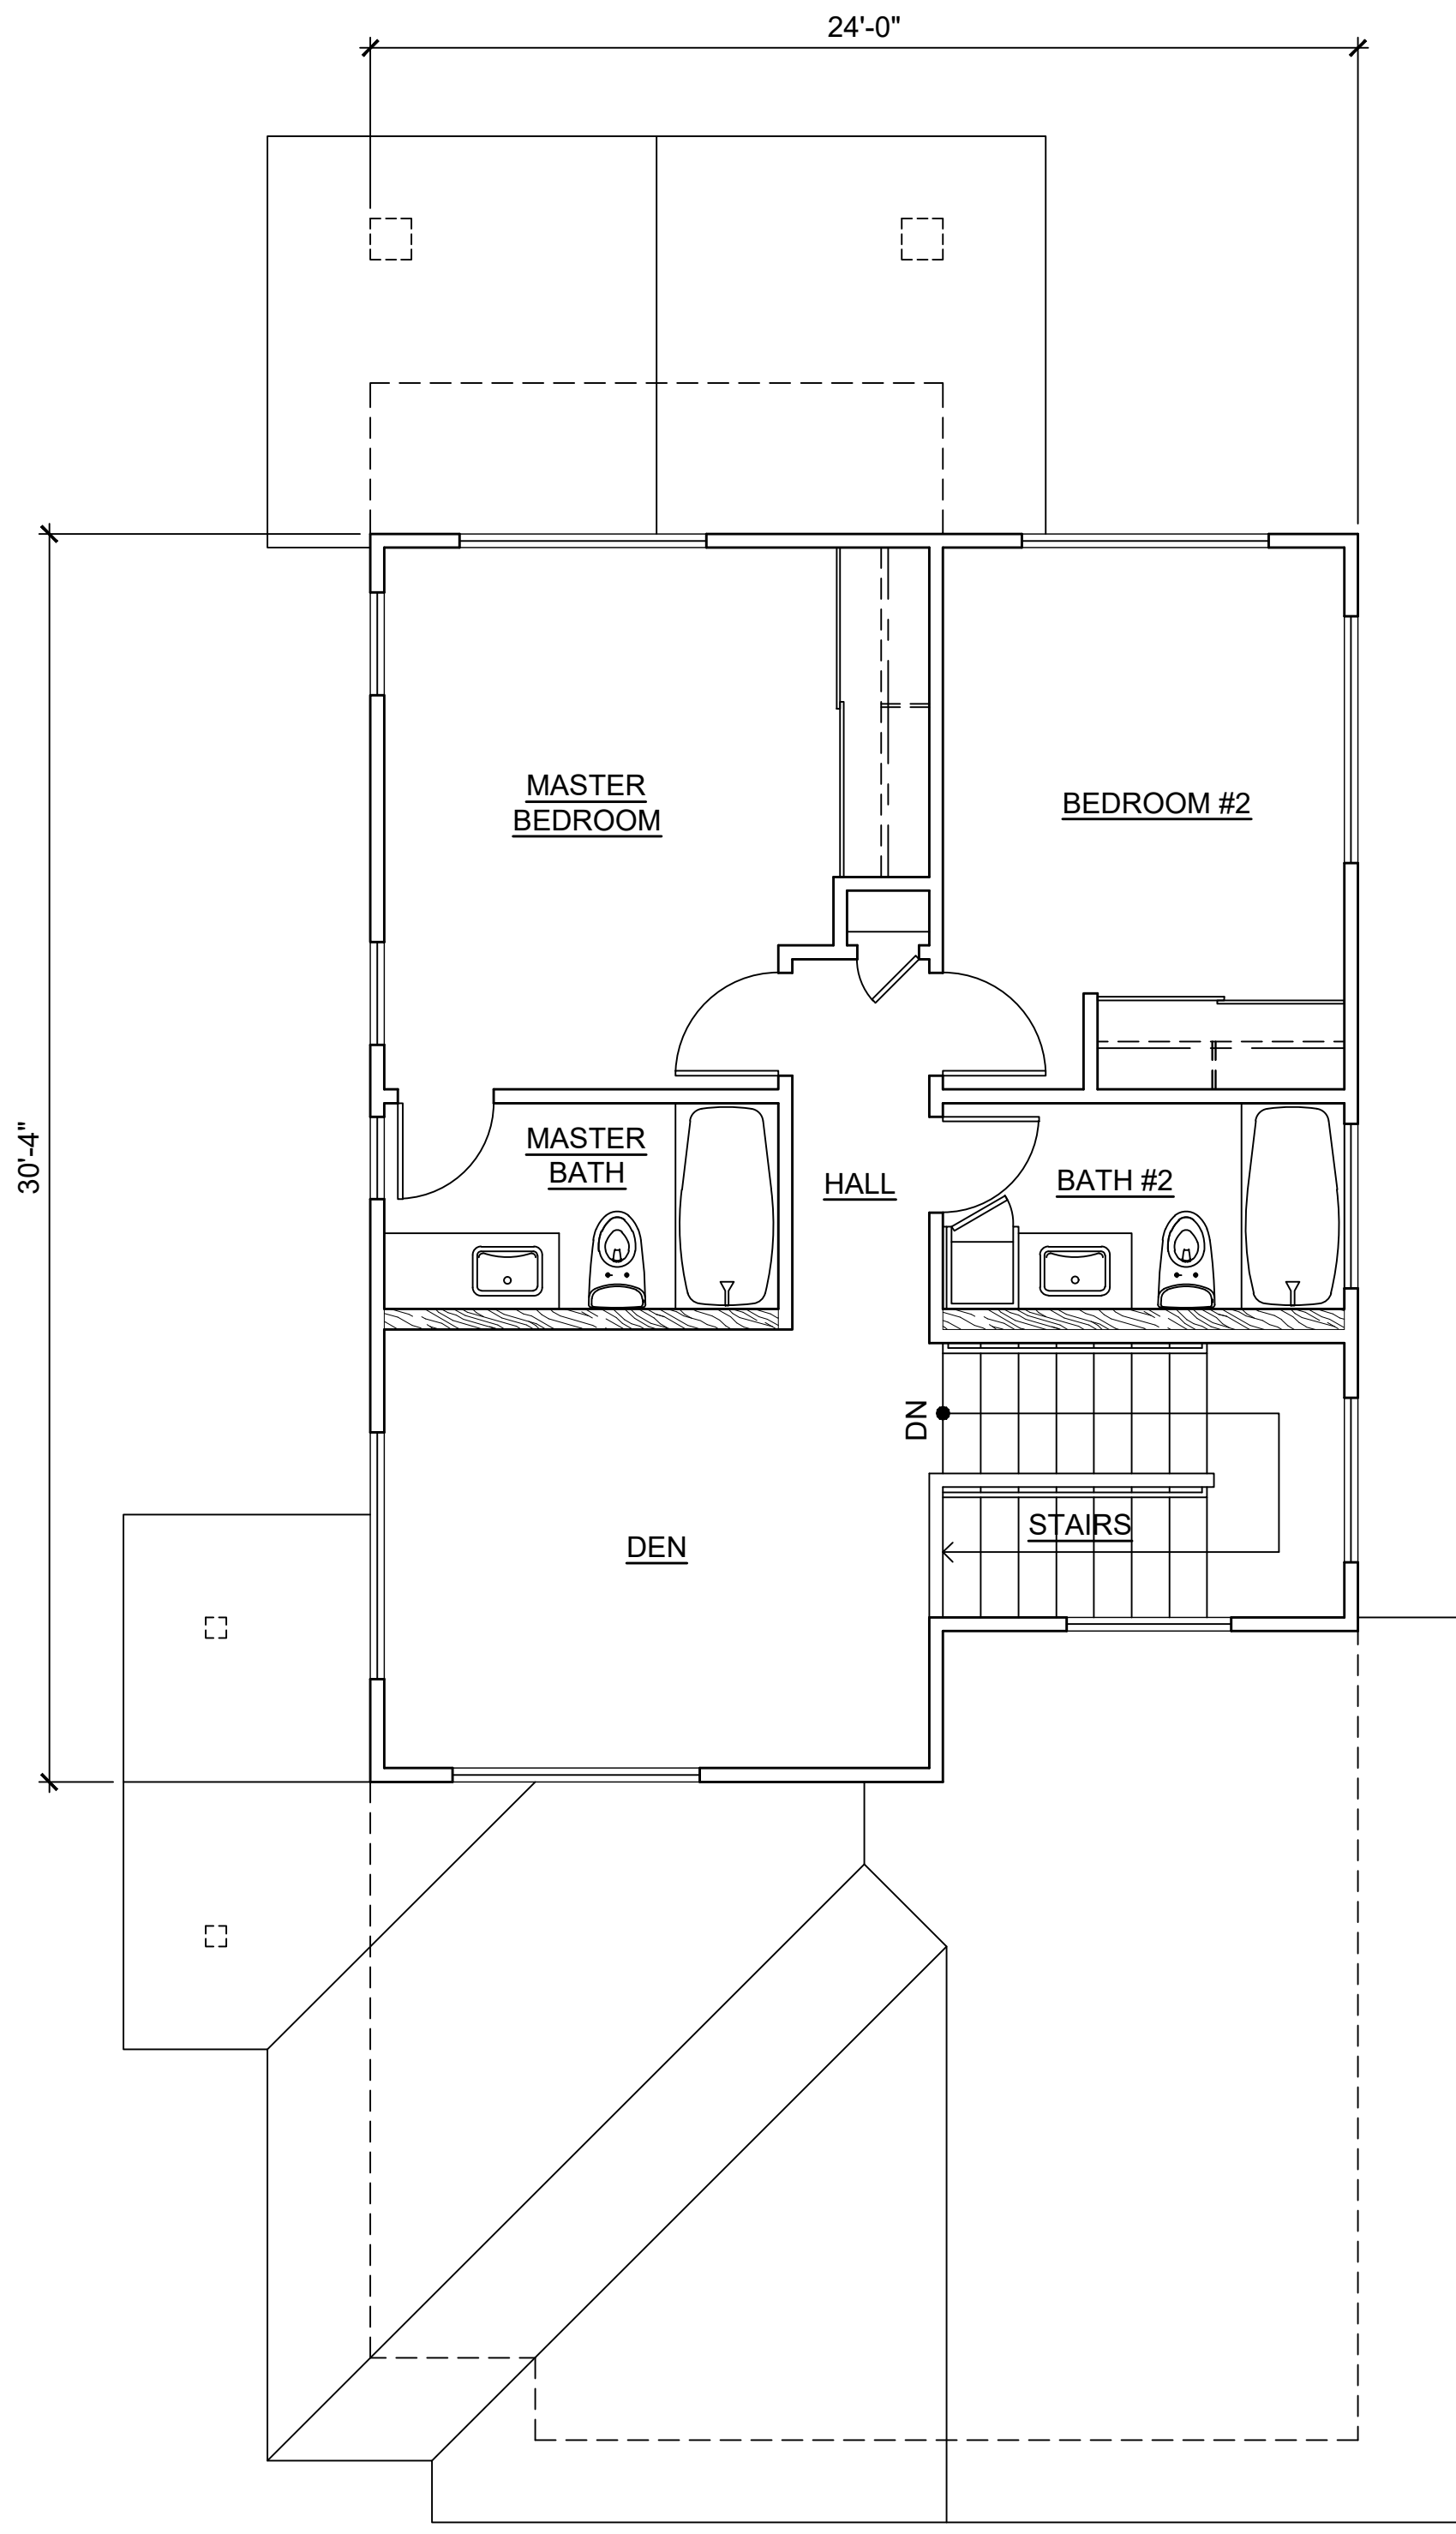 24'-0"
MASTER
BEDROOM
BEDROOM #2
30'-4"
MASTER
BATH
HALL
BATH #2
DN
STAIRS
DEN